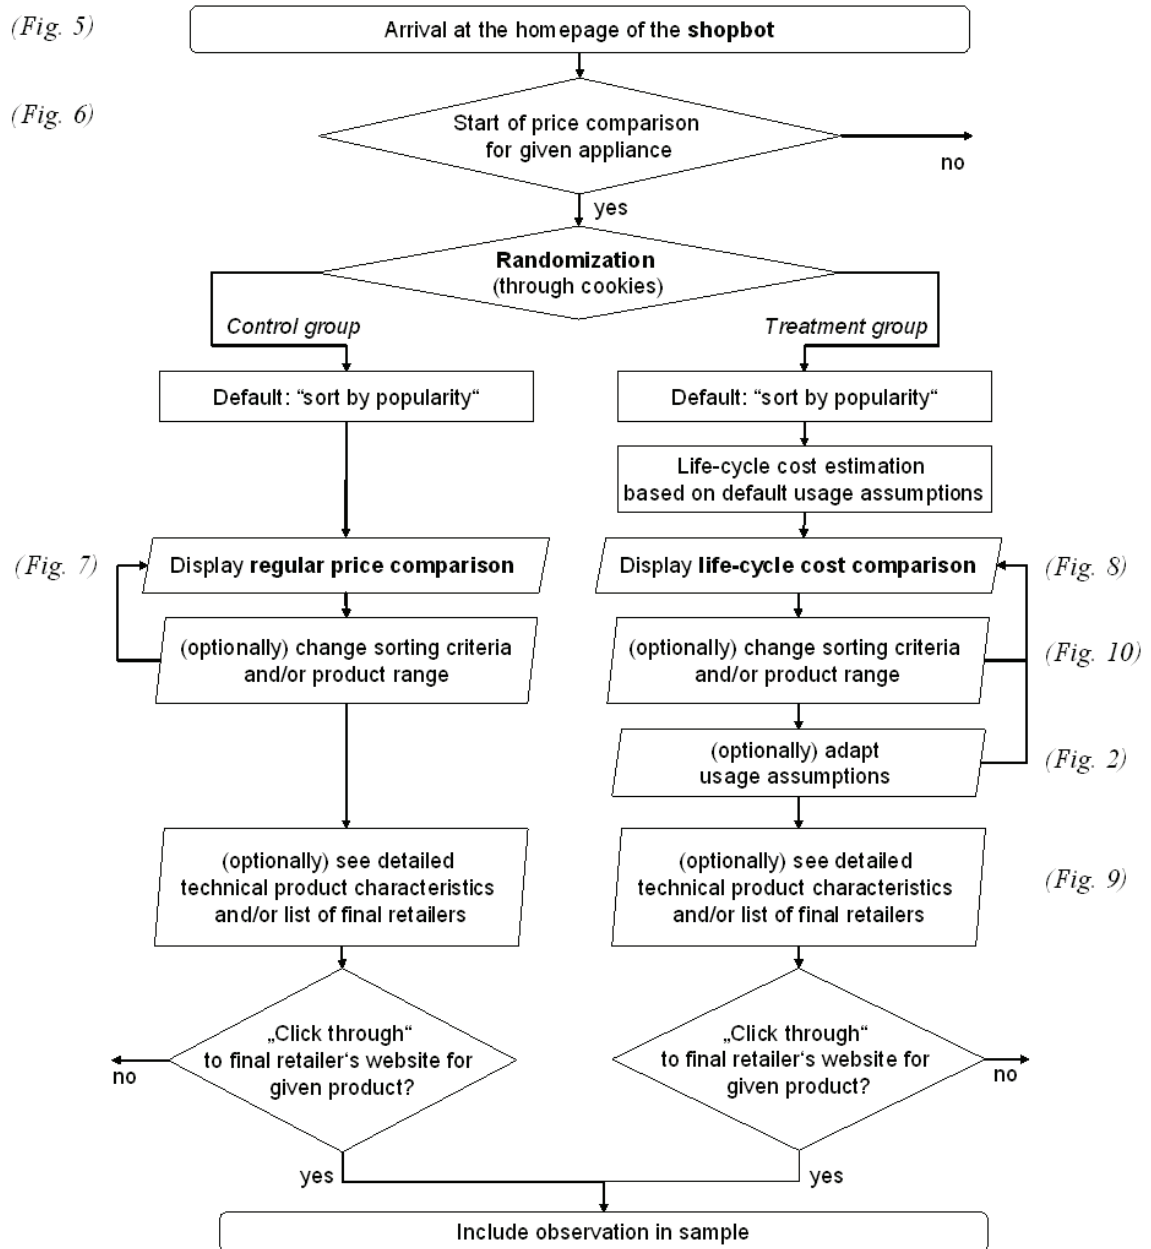 (Fig. 5)
Arrival at the homepage of the shopbot
(Fig. 6)
Start of price comparison
for given appliance
no
yes
Randomization
(through cookies)
Control group
Treatment group
Default: “sort by popularity“
Default: “sort by popularity“
Life-cycle cost estimation
based on default usage assumptions
(Fig. 7)
Display regular price comparison
Display life-cycle cost comparison
(Fig. 8)
(optionally) change sorting criteria
and/or product range
(optionally) change sorting criteria
and/or product range
(Fig. 10)
(optionally) adapt
usage assumptions
(Fig. 2)
(optionally) see detailed
technical product characteristics
and/or list of final retailers
(optionally) see detailed
technical product characteristics
and/or list of final retailers
(Fig. 9)
„Click through“
to final retailer‘s website for
given product?
no
yes
„Click through“
to final retailer‘s website for
given product?
no
yes
Include observation in sample